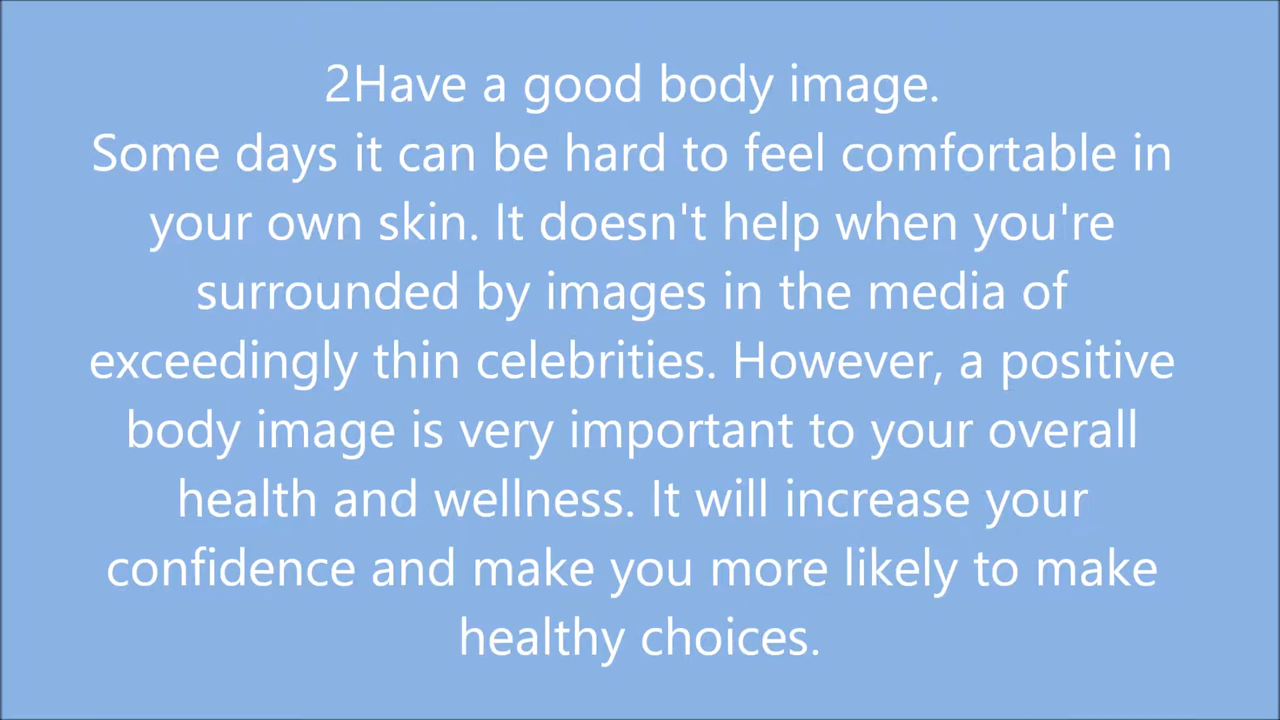 2Have a good body image.
Some days it can be hard to feel comfortable in
your own skin. It doesn't help when you're
surrounded by images in the media of
exceedingly thin celebrities. However, a positive
body image is very important to your overall
health and wellness. It will increase your
confidence and make you more likely to make
healthy choices.